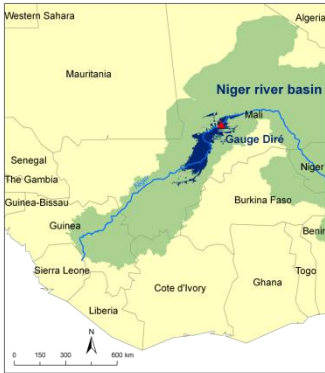 Western Sahara
Algeria
Mauritania
Niger river basin
Mali
Gauge Diré
Senegal
The Gambia
Niger
Guinea-Bissau
Burkina Faso
Guinea
Benin
Sierra Leone
Togo
Ghana
Cote d'Ivory
Liberia
N
0 150 300 600 km